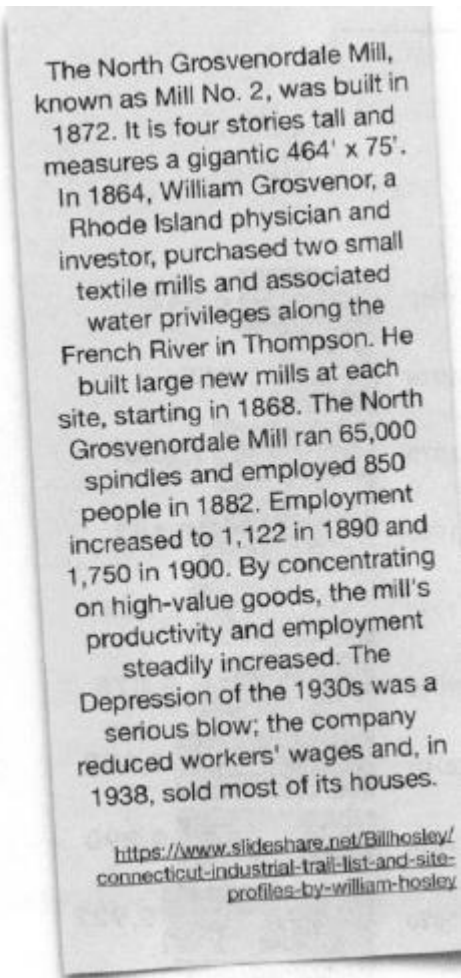 The North Grosvenordale Mill,
known as Mill No. 2, was built in
1872. It is four stories tall and
measures a gigantic 464' x 75'.
In 1864, William Grosvenor, a
Rhode Island physician and
investor, purchased two small
textile mills and associated
water privileges along the
French River in Thompson. He
built large new mills at each
site, starting in 1868. The North
Grosvenordale Mill ran 65,000
spindles and employed 850
people in 1882. Employment
increased to 1,122 in 1890 and
1,750 in 1900. By concentrating
on high-value goods, the mill's
productivity and employment
steadily increased. The
Depression of the 1930s was a
serious blow; the company
reduced workers' wages and, in
1938, sold most of its houses.
https://www.slideshare.net/Billhosley/
connecticut-industrial-trail-list-and-site-
profiles-by-william-hosley